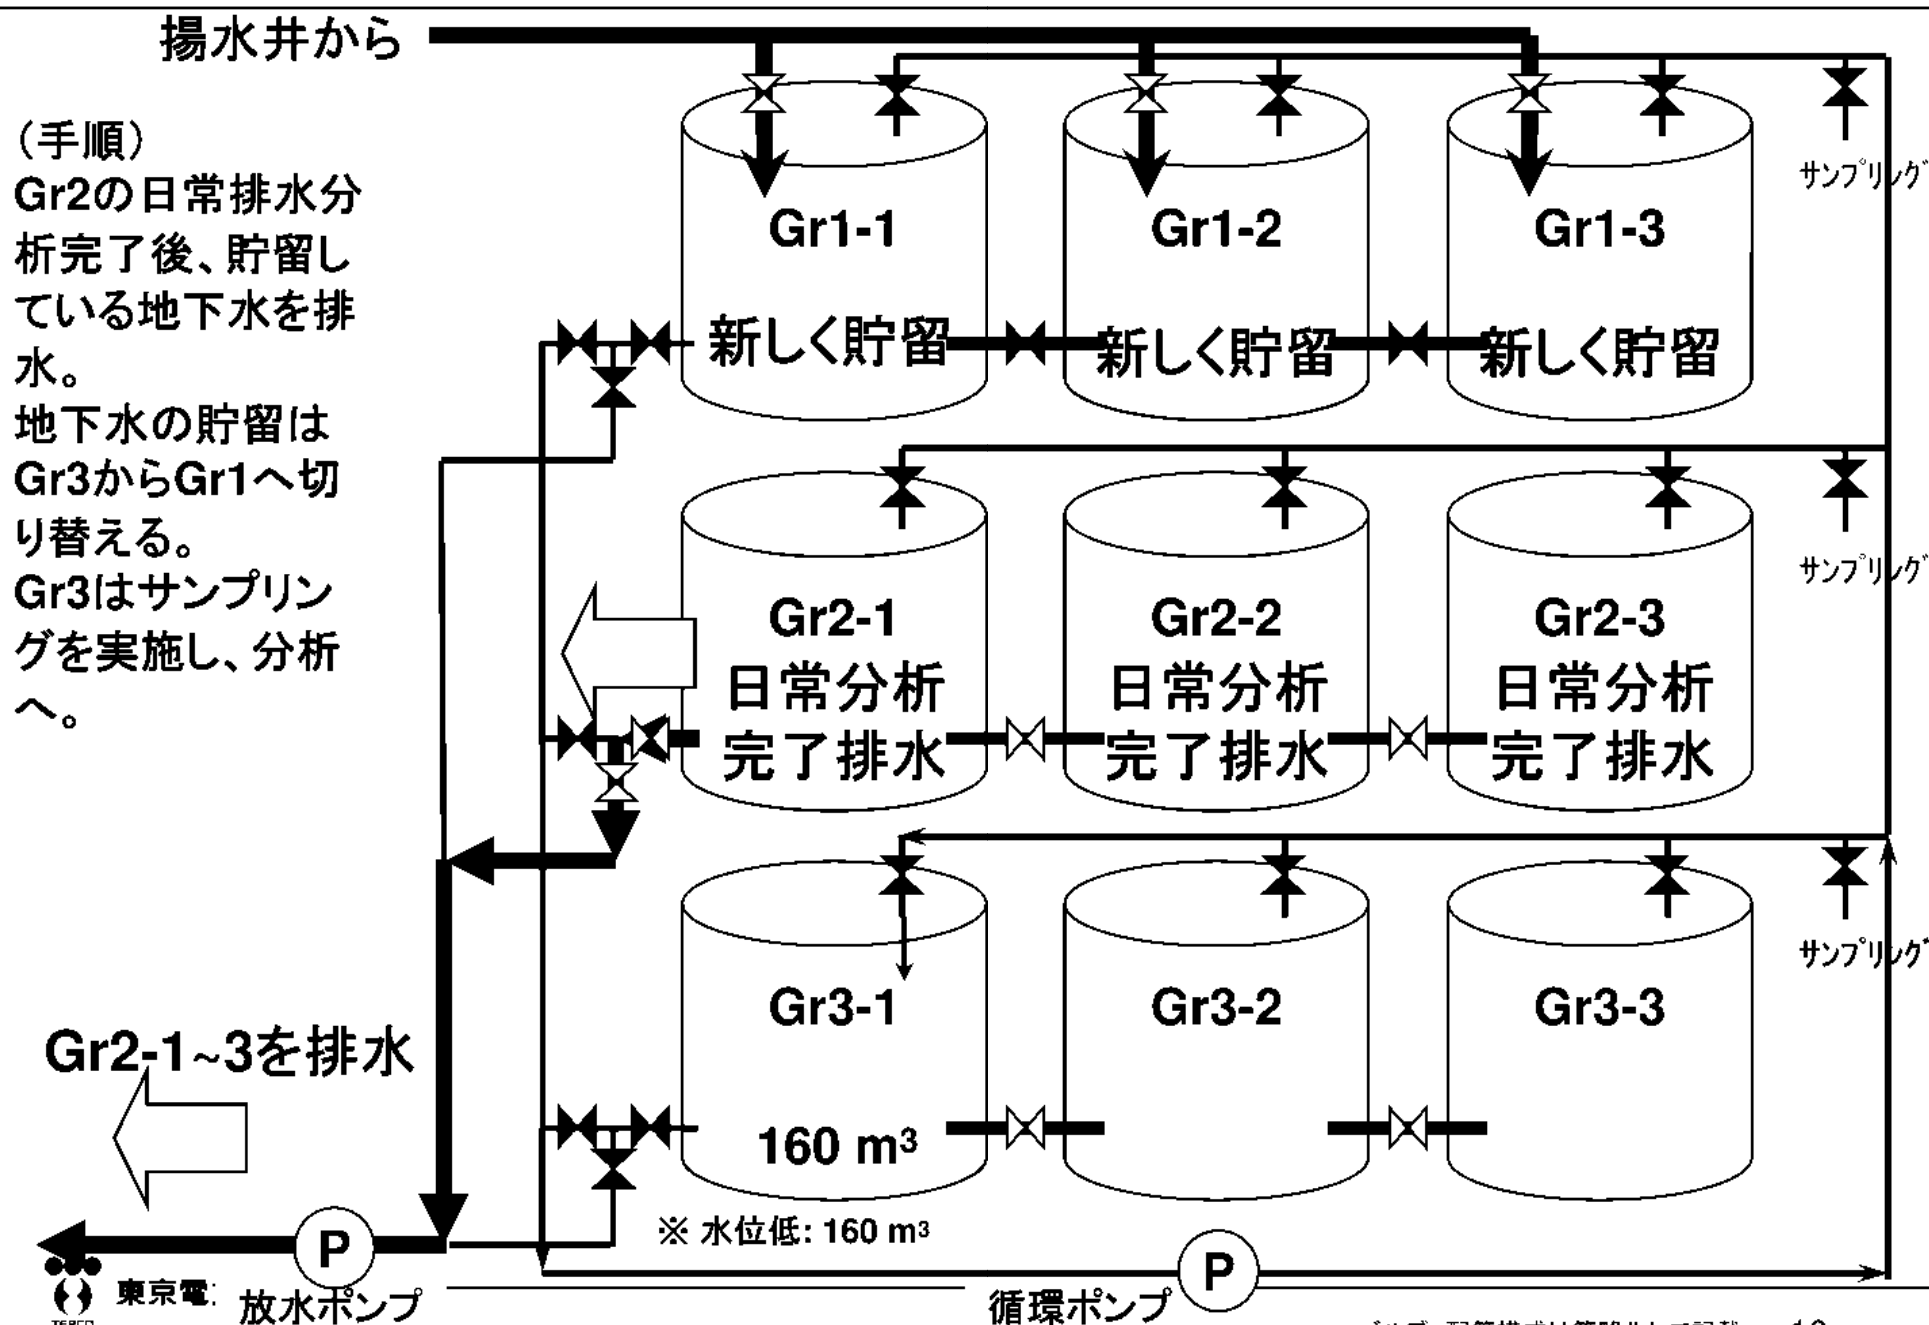 揚水井から
（手順）
Gr2の日常排水分
析完了後、貯留し
ている地下水を排
水。
地下水の貯留は
Gr3からGr1へ切
り替える。
Gr3はサンプリン
グを実施し、分析
へ。
Gr1-1
Gr1-2
Gr1-3
サンプリング
新しく貯留
新しく貯留
新しく貯留
Gr2-1
Gr2-2
Gr2-3
サンプリング
日常分析
完了排水
日常分析
完了排水
日常分析
完了排水
Gr3-1
Gr3-2
Gr3-3
サンプリング
160 m³
※ 水位低: 160 m³
Gr2-1~3を排水
P
P
東京電
放水ポンプ
循環ポンプ